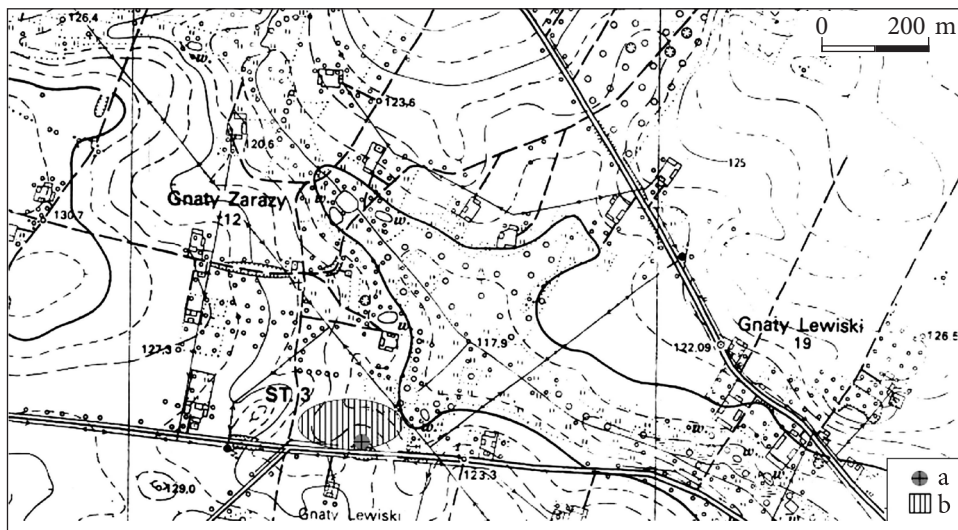 126.4
0 200 m
w.
123.6
120.6
125
130.7
Gnaty Zarazy
12
w
w.
w
117.9
122.09
Gnaty Lewiski
19
126.5
127.3
ST. 3
w
w
w.
w.
123.3
129.0
Gnaty Lewiski
a
b